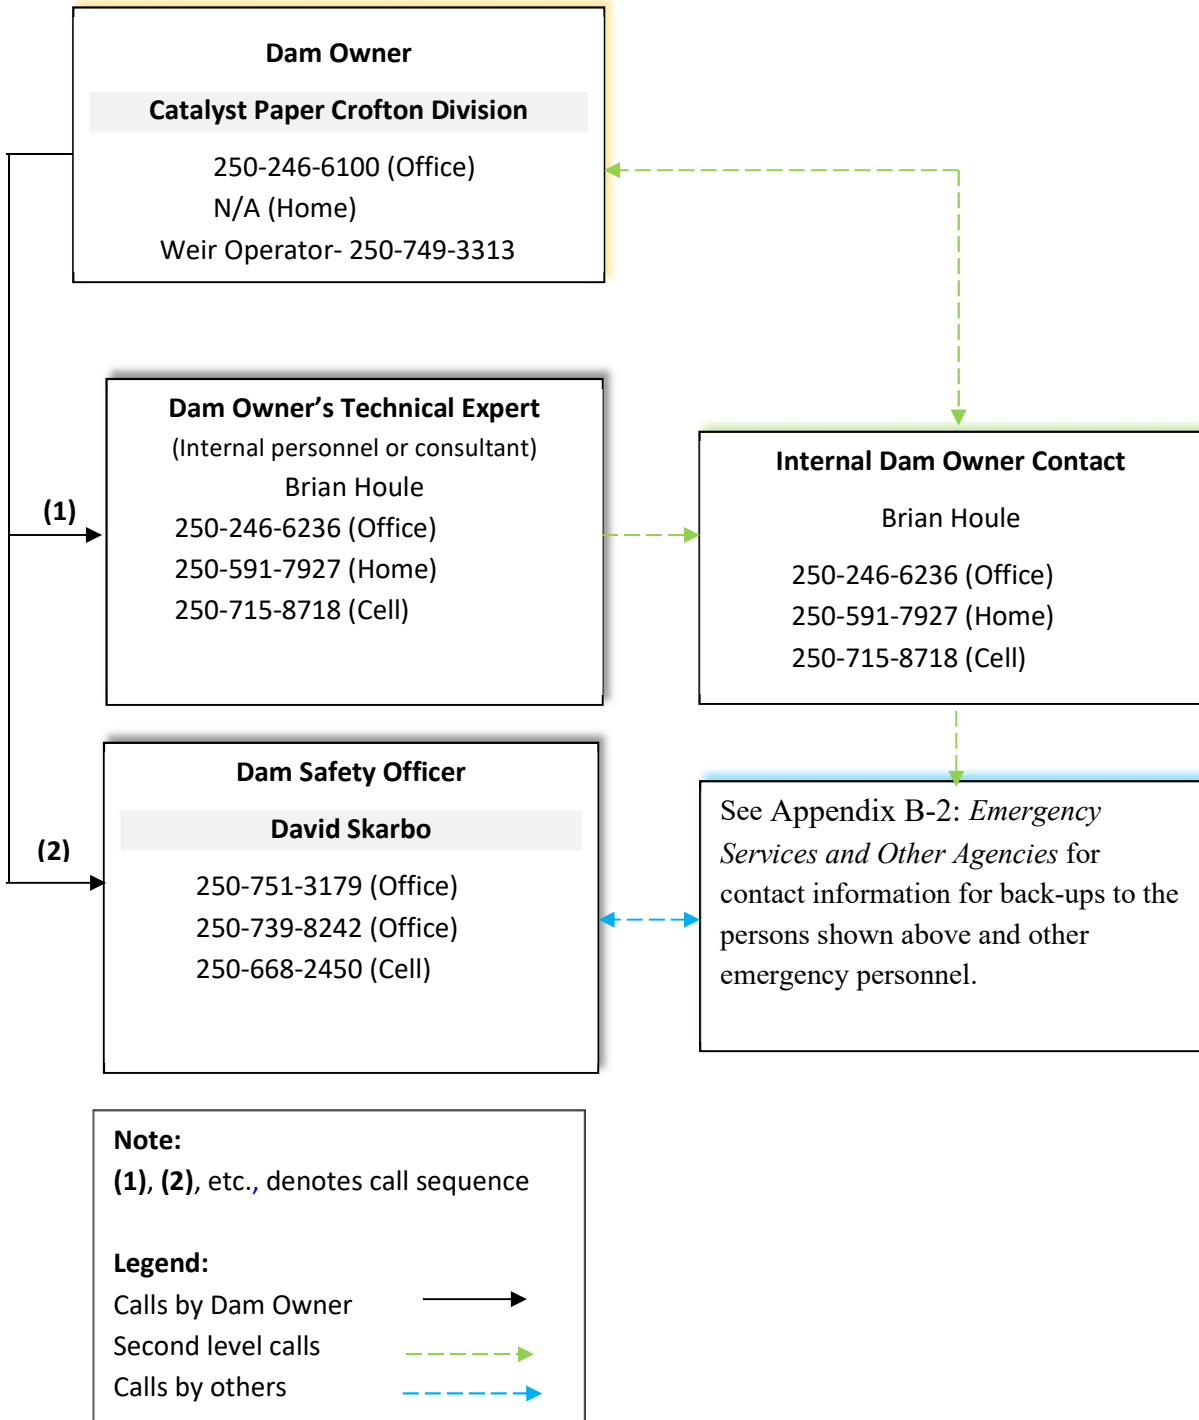 Dam Owner
Catalyst Paper Crofton Division
250-246-6100 (Office)
N/A (Home)
Weir Operator- 250-749-3313
Dam Owner’s Technical Expert
(Internal personnel or consultant)
Brian Houle
250-246-6236 (Office)
250-591-7927 (Home)
250-715-8718 (Cell)
(1)
Internal Dam Owner Contact
Brian Houle
250-246-6236 (Office)
250-591-7927 (Home)
250-715-8718 (Cell)
Dam Safety Officer
David Skarbo
250-751-3179 (Office)
250-739-8242 (Office)
250-668-2450 (Cell)
(2)
See Appendix B-2: Emergency
Services and Other Agencies for
contact information for back-ups to the
persons shown above and other
emergency personnel.
Note:
(1), (2), etc., denotes call sequence
Legend:
Calls by Dam Owner
Second level calls
Calls by others